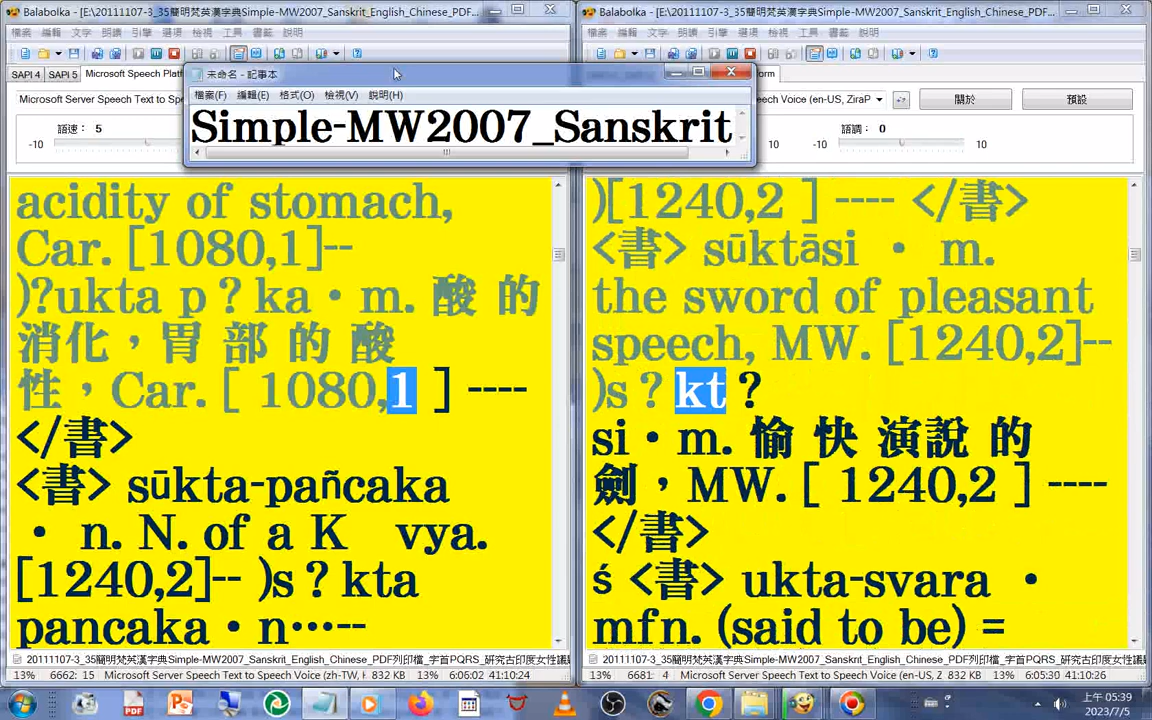 Balabolka - [E:\20111107-3_35簡明梵英漢字典Simple-MW2007_Sanskrit_English_Chinese_PDF...
檔案 編輯 文字 朗讀 引擎 選項 檢視 工具 書籤 說明
SAPI 4 SAPI 5 Microsoft Speech Platf
Microsoft Server Speech Text to Sp
語速： 5
-10
Balabolka - [E:\20111107-3_35簡明梵英漢字典Simple-MW2007_Sanskrit_English_Chinese_PDF...
檔案 編輯 文字 朗讀 引擎 選項 檢視 工具 書籤 說明
orm
eech Voice (en-US, ZiraP
關於 預設
語調： 0
10 -10 10
未命名 - 記事本
檔案(F) 編輯(E) 格式(O) 檢視(V) 說明(H)
Simple-MW2007_Sanskrit
acidity of stomach,
Car. [1080,1]--
)?ukta p？ka・m. 酸 的
消化，胃 部 的 酸
性，Car. [ 1080,1 ] ----
</書>
<書> sūkta-pañcaka
• n. N. of a K vya.
[1240,2]-- )s？kta
pancaka・n…--
)[1240,2 ] ---- </書>
<書> sūktāsi • m.
the sword of pleasant
speech, MW. [1240,2]--
)s？kt？
si・m. 愉 快 演說 的
劍，MW. [ 1240,2 ] ----
</書>
ś <書> ukta-svara •
mfn. (said to be) =
20111107-3_35簡明梵英漢字典Simple-MW2007_Sanskrit_English_Chinese_PDF列印檔_字首PQRS_研究古印度女性議
13% 6662: 15 Microsoft Server Speech Text to Speech Voice (zh-TW, H 832 KB 13% 6:06:02 41:10:24
20111107-3_35簡明梵英漢字典Simple-MW2007_Sanskrit_English_Chinese_PDF列印檔_字首PQRS_研究古印度女性議
13% 6681: 4 Microsoft Server Speech Text to Speech Voice (en-US, Z 832 KB 13% 6:05:30 41:10:26
上午 05:39
2023/7/5